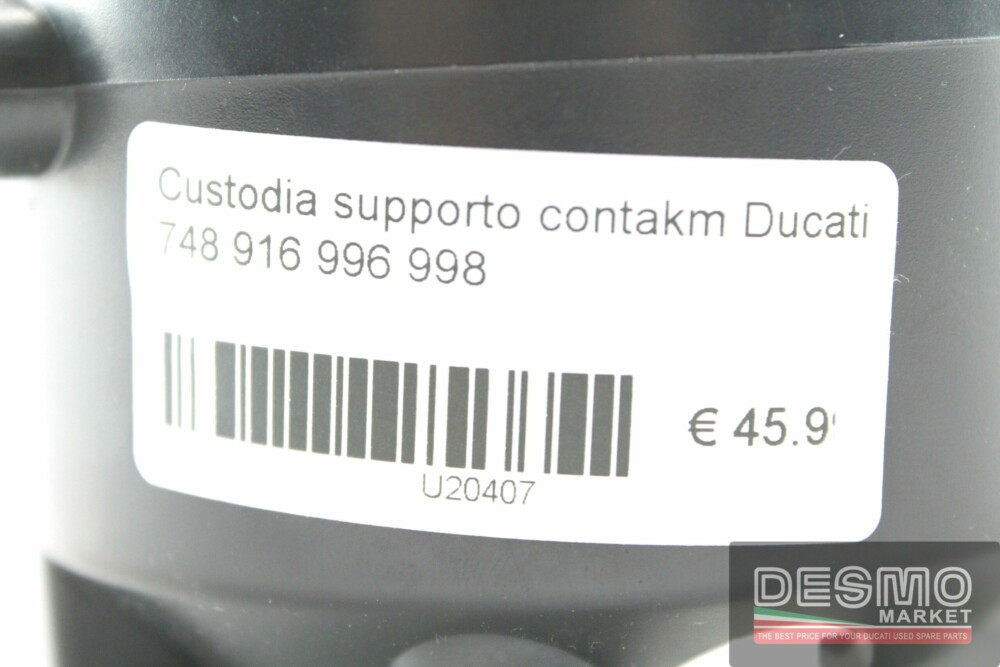 Custodia supporto contakm Ducati
748 916 996 998
€ 45.9
U20407
DESMO
MARKET
THE BEST PRICE FOR YOUR DUCATI USED SPARE PARTS